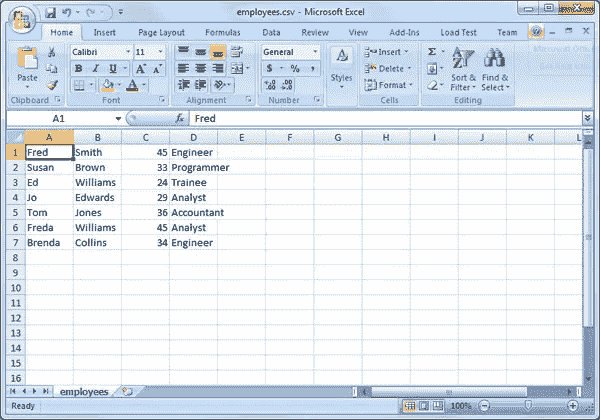 employees.csv - Microsoft Excel
Home Insert Page Layout Formulas Data Review View Add-Ins Load Test Team
Paste
Calibri 11
B I U A A
General
$ % ,
Styles
Insert
Delete
Format
Σ
Sort & Filter
Find & Select
Clipboard Font Alignment Number Cells Editing
A1 fx Fred
A B C D E F G H I J K L
1 Fred Smith 45 Engineer
2 Susan Brown 33 Programmer
3 Ed Williams 24 Trainee
4 Jo Edwards 29 Analyst
5 Tom Jones 36 Accountant
6 Freda Williams 45 Analyst
7 Brenda Collins 34 Engineer
8
9
10
11
12
13
14
15
16
employees
Ready 100%